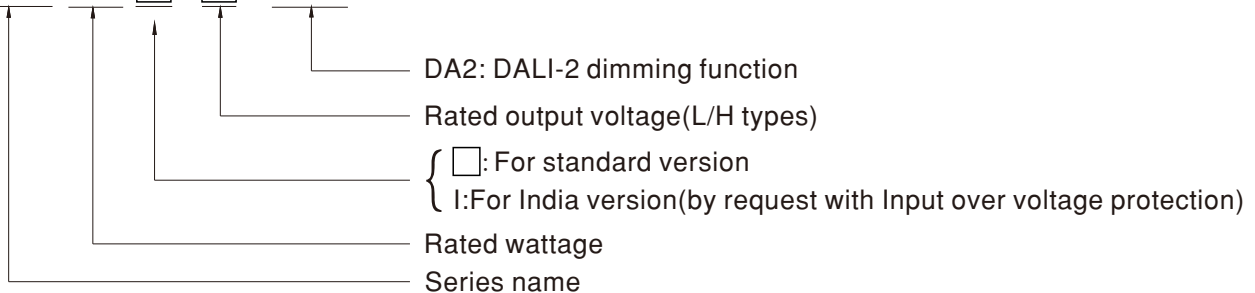 DA2: DALI-2 dimming function
Rated output voltage(L/H types)
□: For standard version
I:For India version(by request with Input over voltage protection)
Rated wattage
Series name